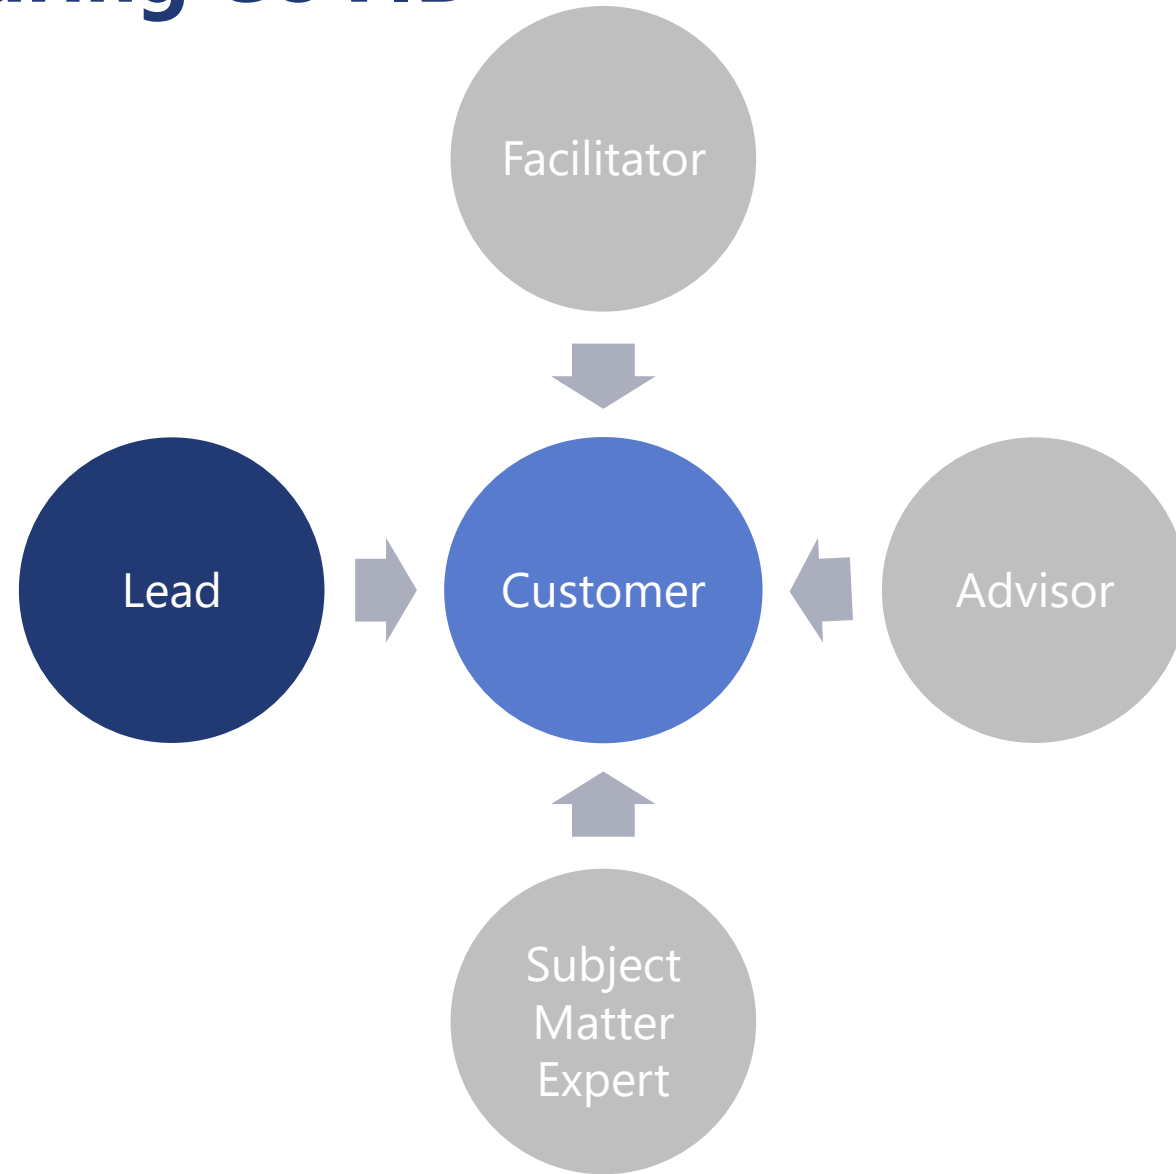 Facilitator
Lead
Customer
Advisor
Subject
Matter
Expert